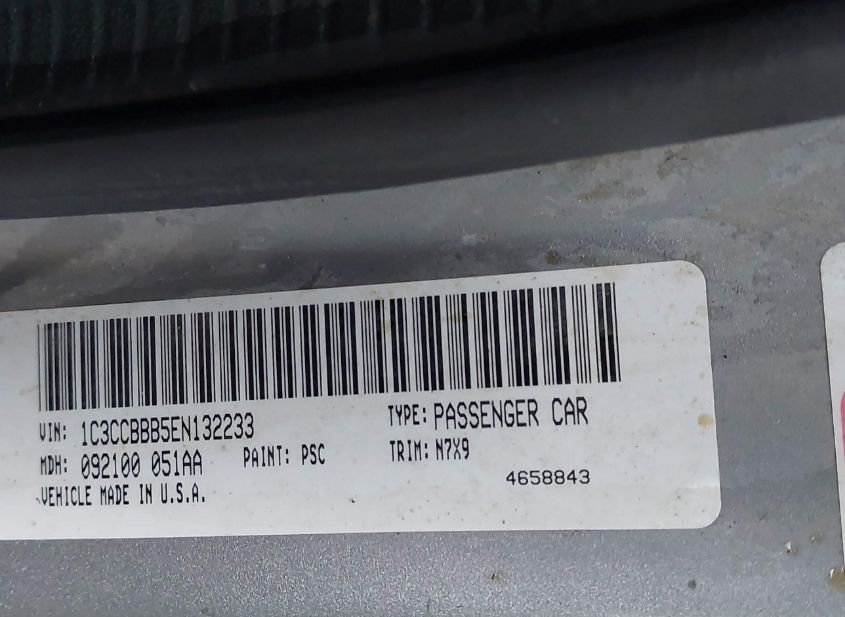 VIN: 1C3CCBBB5EN132233 TYPE: PASSENGER CAR
MDH: 092100 051AA PAINT: PSC TRIM: N7X9
VEHICLE MADE IN U.S.A. 4658843